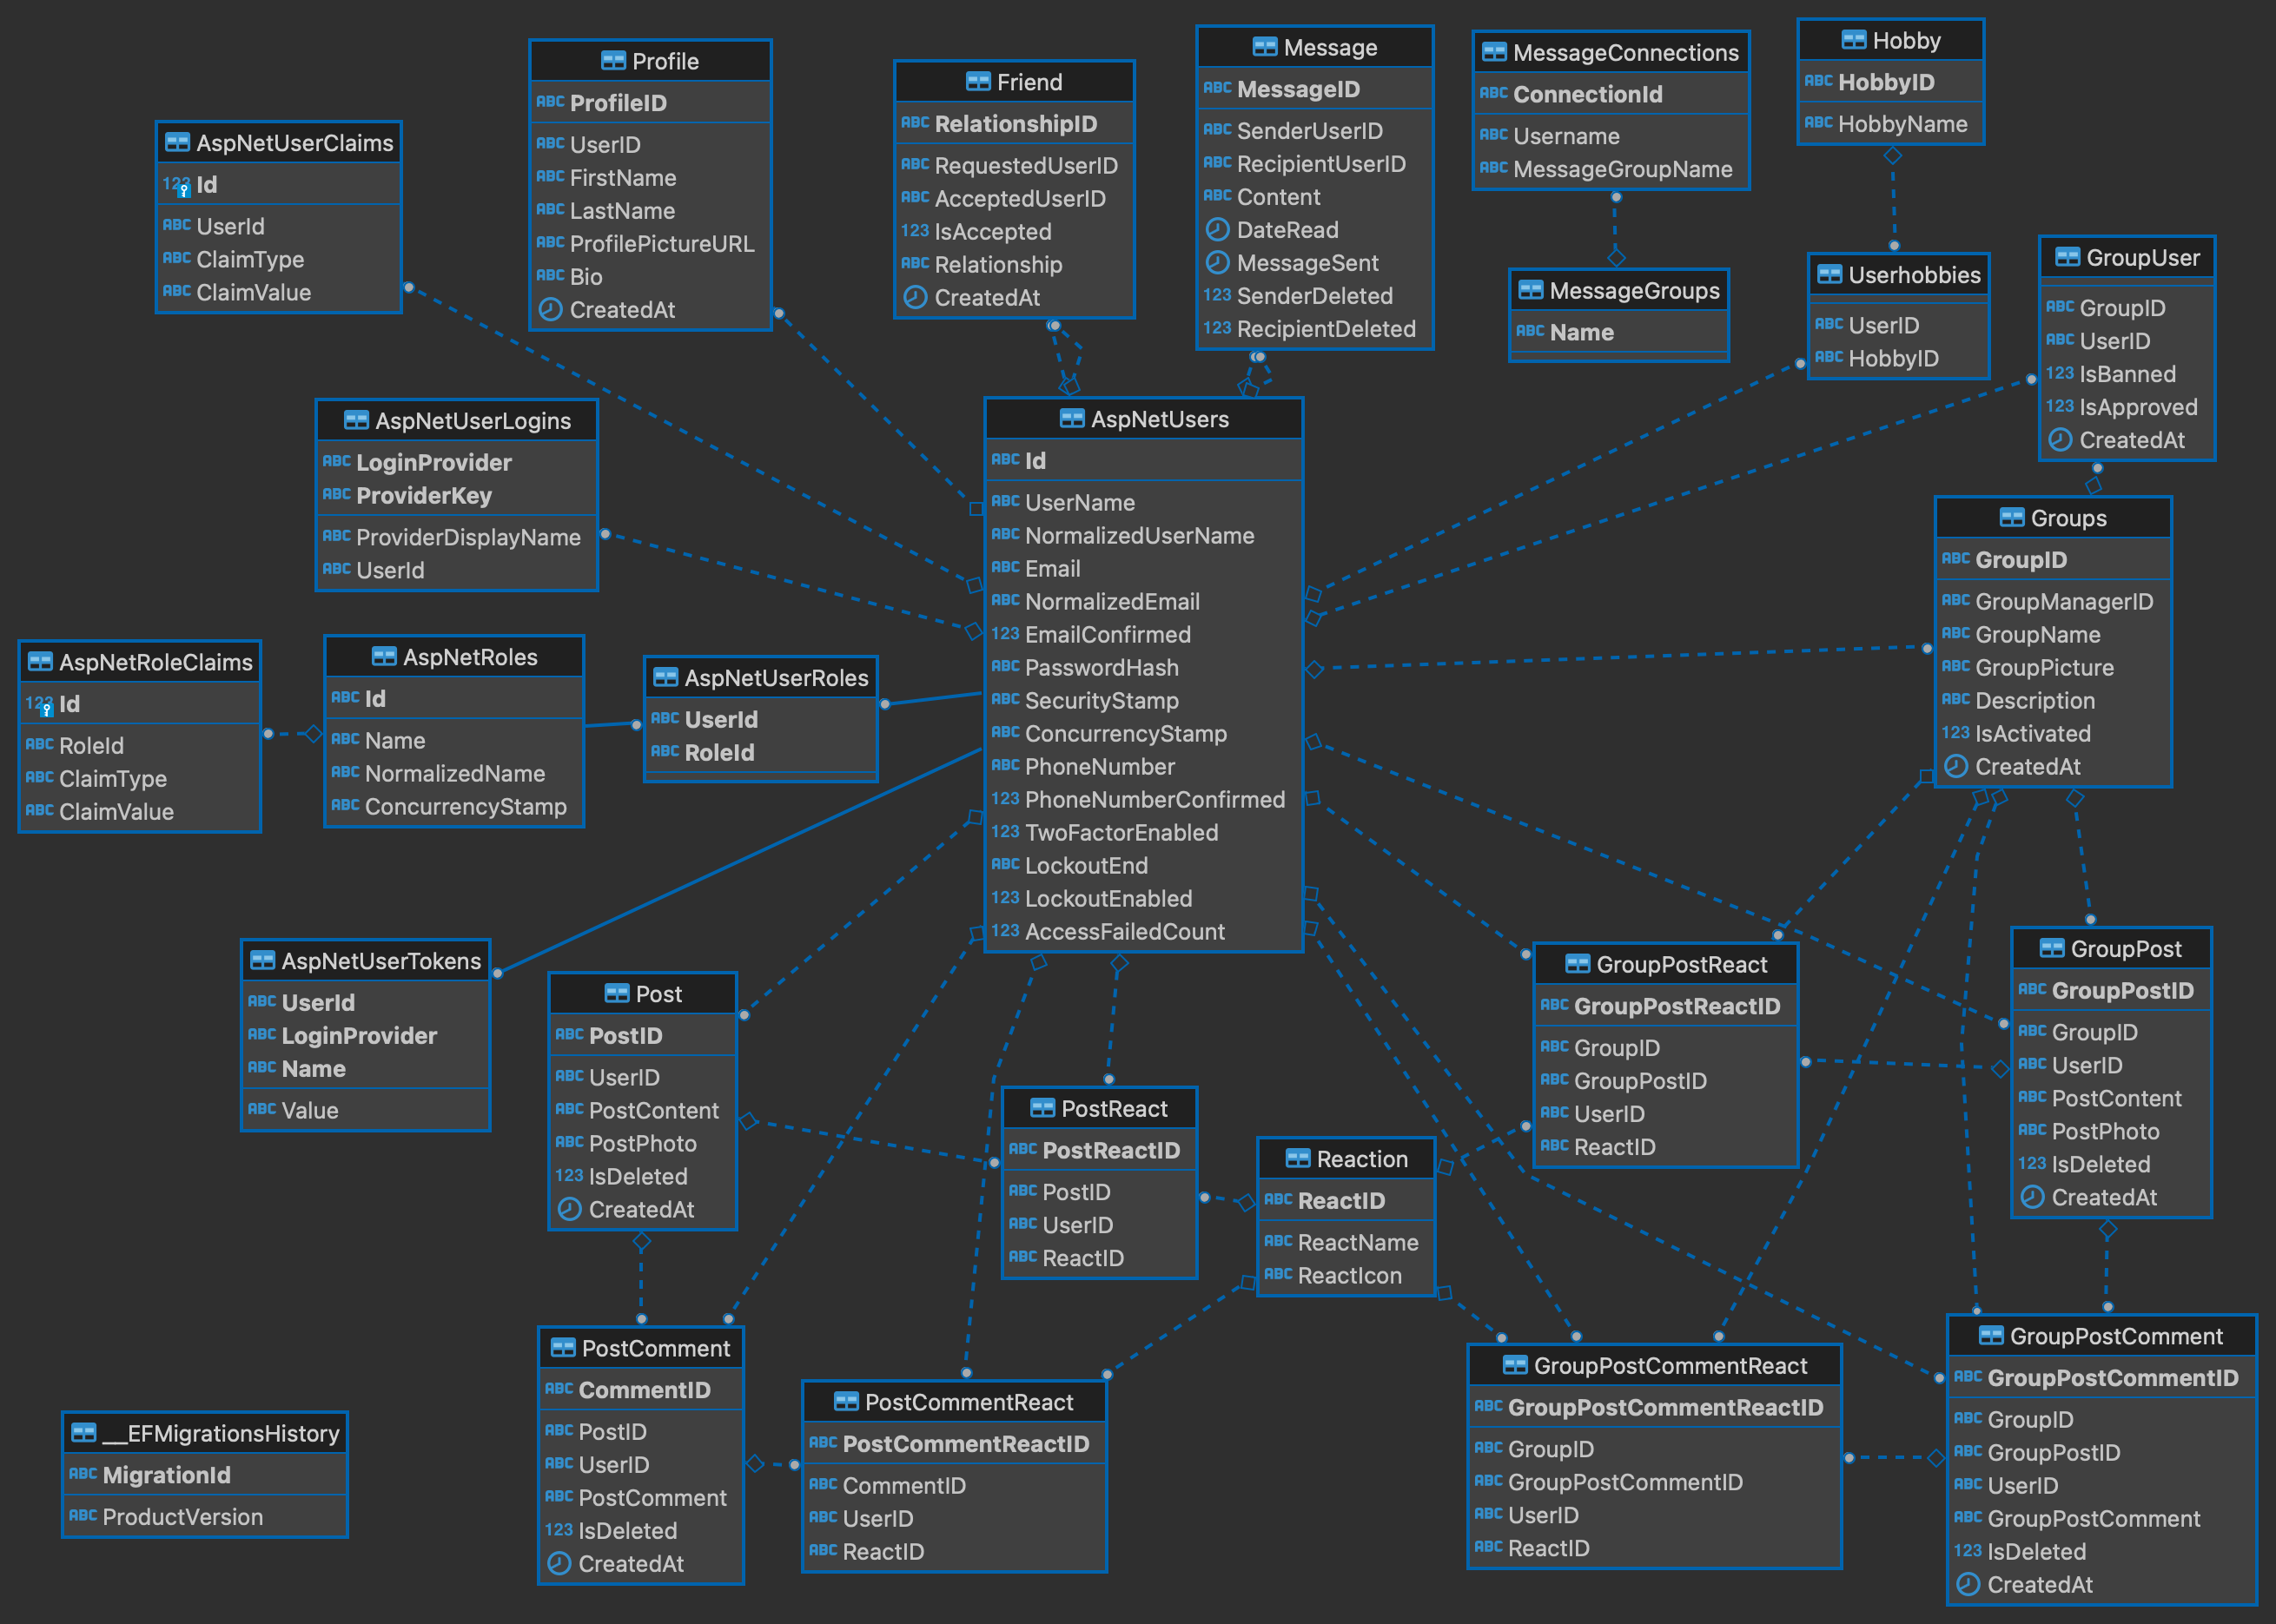 Profile
ABC ProfileID
ABC UserID
ABC FirstName
ABC LastName
ABC ProfilePictureURL
ABC Bio
CreatedAt
Friend
ABC RelationshipID
ABC RequestedUserID
ABC AcceptedUserID
123 IsAccepted
ABC Relationship
CreatedAt
Message
ABC MessageID
ABC SenderUserID
ABC RecipientUserID
ABC Content
DateRead
MessageSent
123 SenderDeleted
123 RecipientDeleted
MessageConnections
ABC ConnectionId
ABC Username
ABC MessageGroupName
Hobby
ABC HobbyID
ABC HobbyName
AspNetUserClaims
123 Id
ABC UserId
ABC ClaimType
ABC ClaimValue
MessageGroups
ABC Name
Userhobbies
ABC UserID
ABC HobbyID
GroupUser
ABC GroupID
ABC UserID
123 IsBanned
123 IsApproved
CreatedAt
AspNetUserLogins
ABC LoginProvider
ABC ProviderKey
ABC ProviderDisplayName
ABC UserId
AspNetUsers
ABC Id
ABC UserName
ABC NormalizedUserName
ABC Email
ABC NormalizedEmail
123 EmailConfirmed
ABC PasswordHash
ABC SecurityStamp
ABC ConcurrencyStamp
ABC PhoneNumber
123 PhoneNumberConfirmed
123 TwoFactorEnabled
ABC LockoutEnd
123 LockoutEnabled
123 AccessFailedCount
Groups
ABC GroupID
ABC GroupManagerID
ABC GroupName
ABC GroupPicture
ABC Description
123 IsActivated
CreatedAt
AspNetRoleClaims
123 Id
ABC RoleId
ABC ClaimType
ABC ClaimValue
AspNetRoles
ABC Id
ABC Name
ABC NormalizedName
ABC ConcurrencyStamp
AspNetUserRoles
ABC UserId
ABC RoleId
AspNetUserTokens
ABC UserId
ABC LoginProvider
ABC Name
ABC Value
Post
ABC PostID
ABC UserID
ABC PostContent
ABC PostPhoto
123 IsDeleted
CreatedAt
PostReact
ABC PostReactID
ABC PostID
ABC UserID
ABC ReactID
Reaction
ABC ReactID
ABC ReactName
ABC ReactIcon
GroupPostReact
ABC GroupPostReactID
ABC GroupID
ABC GroupPostID
ABC UserID
ABC ReactID
GroupPost
ABC GroupPostID
ABC GroupID
ABC UserID
ABC PostContent
ABC PostPhoto
123 IsDeleted
CreatedAt
__EFMigrationsHistory
ABC MigrationId
ABC ProductVersion
PostComment
ABC CommentID
ABC PostID
ABC UserID
ABC PostComment
123 IsDeleted
CreatedAt
PostCommentReact
ABC PostCommentReactID
ABC CommentID
ABC UserID
ABC ReactID
GroupPostCommentReact
ABC GroupPostCommentReactID
ABC GroupID
ABC GroupPostCommentID
ABC UserID
ABC ReactID
GroupPostComment
ABC GroupPostCommentID
ABC GroupID
ABC GroupPostID
ABC UserID
ABC GroupPostComment
123 IsDeleted
CreatedAt